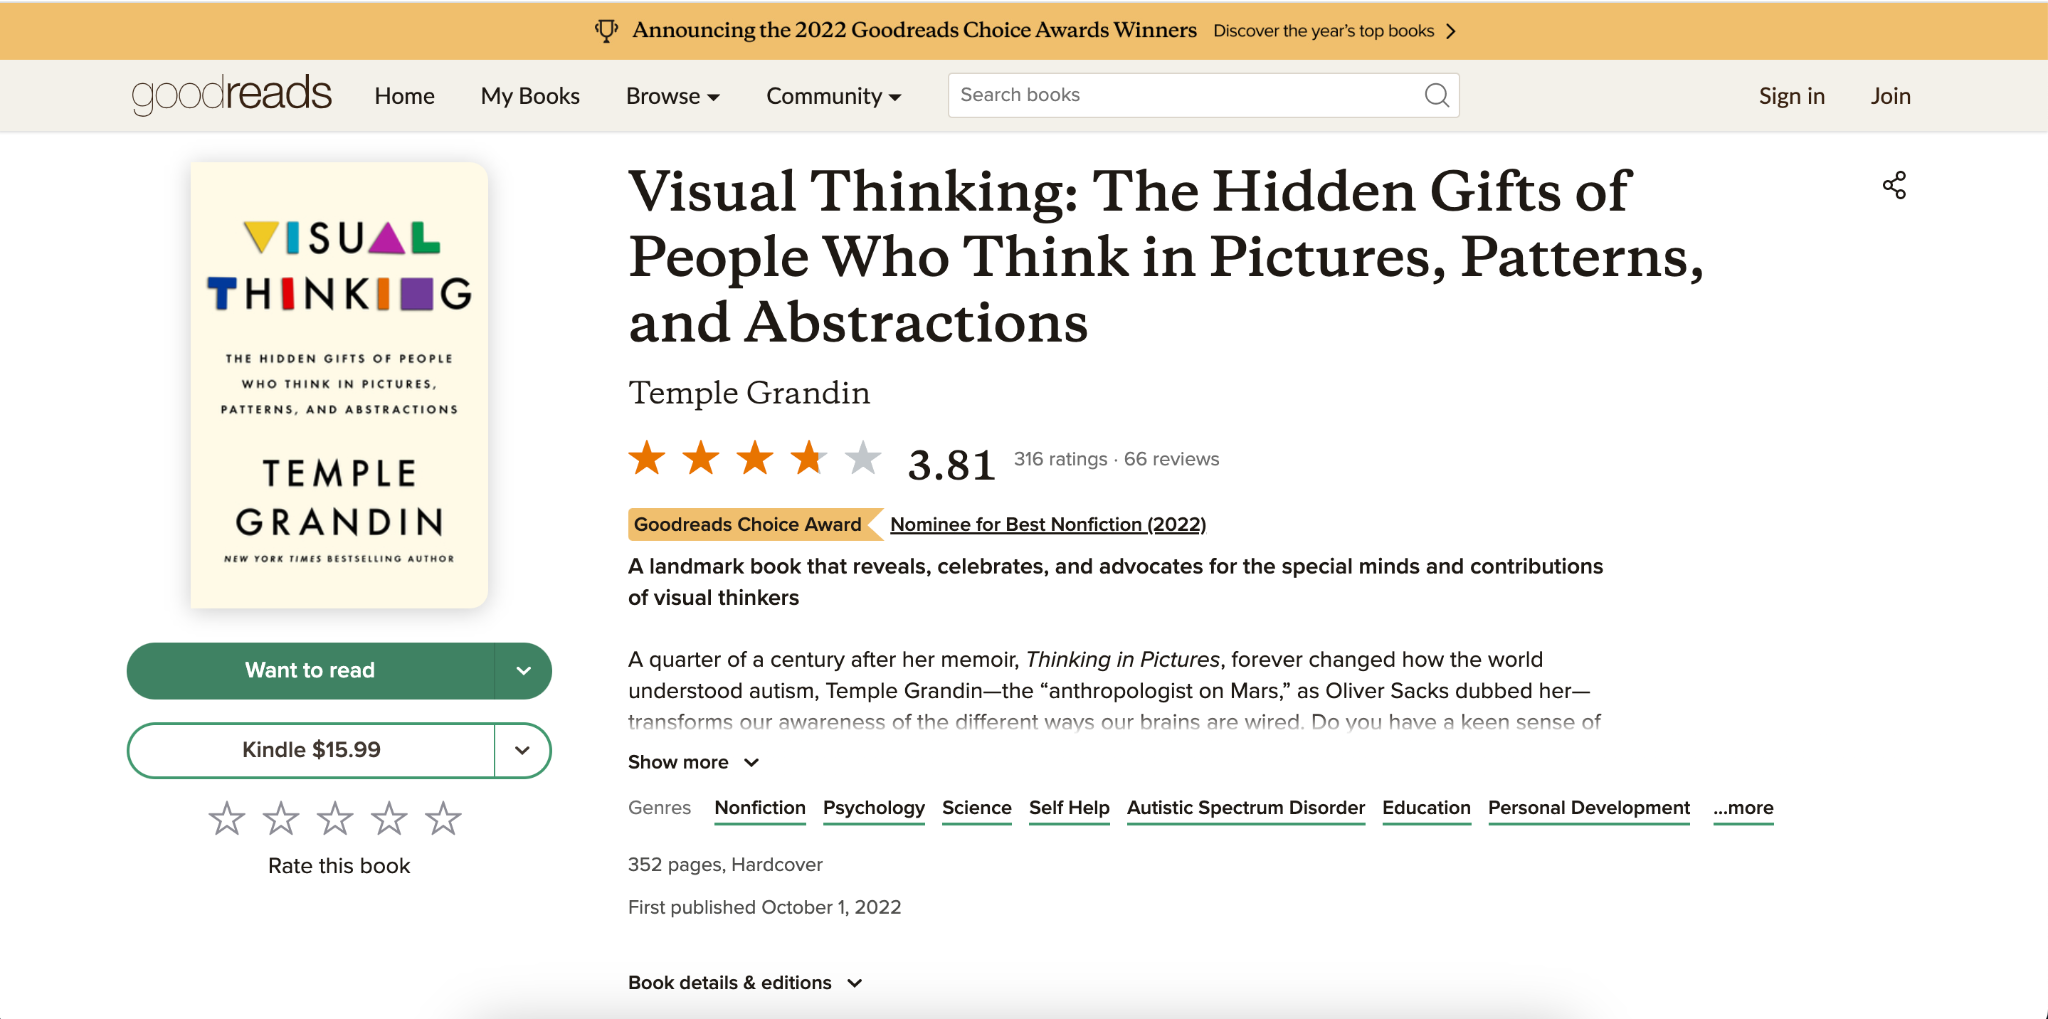 Announcing the 2022 Goodreads Choice Awards Winners Discover the year's top books
goodreads Home My Books Browse Community Search books Sign in Join
VISUAL
THINKING
THE HIDDEN GIFTS OF PEOPLE
WHO THINK IN PICTURES,
PATTERNS, AND ABSTRACTIONS
TEMPLE
GRANDIN
NEW YORK TIMES BESTSELLING AUTHOR
Want to read
Kindle $15.99
Rate this book
Visual Thinking: The Hidden Gifts of
People Who Think in Pictures, Patterns,
and Abstractions
Temple Grandin
3.81 316 ratings · 66 reviews
Goodreads Choice Award Nominee for Best Nonfiction (2022)
A landmark book that reveals, celebrates, and advocates for the special minds and contributions
of visual thinkers
A quarter of a century after her memoir, Thinking in Pictures, forever changed how the world
understood autism, Temple Grandin—the “anthropologist on Mars,” as Oliver Sacks dubbed her—
transforms our awareness of the different ways our brains are wired. Do you have a keen sense of
Show more
Genres Nonfiction Psychology Science Self Help Autistic Spectrum Disorder Education Personal Development ...more
352 pages, Hardcover
First published October 1, 2022
Book details & editions